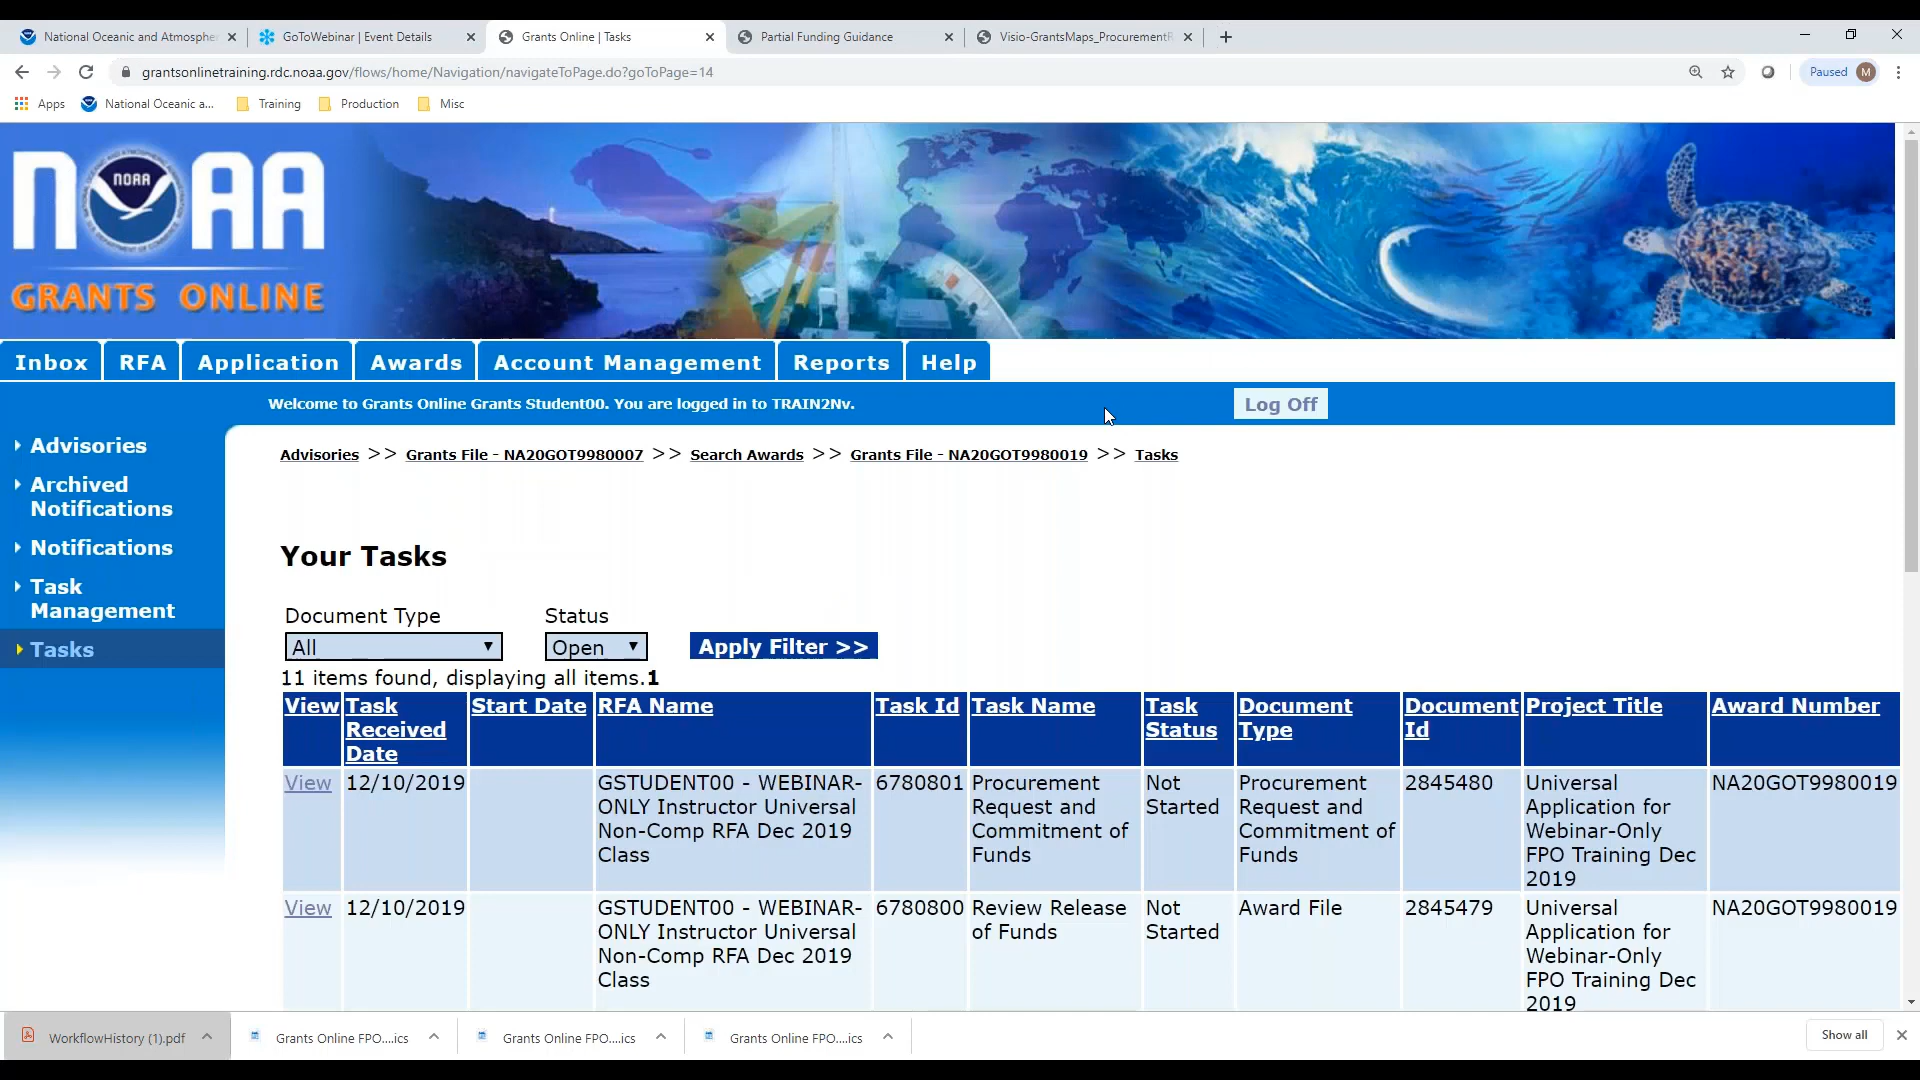 National Oceanic and Atmosphe
GoToWebinar | Event Details
Grants Online | Tasks
Partial Funding Guidance
Visio-GrantsMaps_Procurement
grantsonlinetraining.rdc.noaa.gov/flows/home/Navigation/navigateToPage.do?goToPage=14
Paused M
Apps National Oceanic a... Training Production Misc
NOAA
NOAA
GRANTS ONLINE
Inbox RFA Application Awards Account Management Reports Help
Welcome to Grants Online Grants Student00. You are logged in to TRAIN2Nv.
Log Off
Advisories
Archived
Notifications
Notifications
Task
Management
Tasks
Advisories >> Grants File - NA20GOT9980007 >> Search Awards >> Grants File - NA20GOT9980019 >> Tasks
Your Tasks
Document Type Status
All Open Apply Filter >>
11 items found, displaying all items.1
View Task Start Date RFA Name Task Id Task Name Task Document Document Project Title Award Number
Received Status Type Id
Date
View 12/10/2019 GSTUDENT00 - WEBINAR- 6780801 Procurement Not Procurement 2845480 Universal NA20GOT9980019
ONLY Instructor Universal Request and Started Request and Application for
Non-Comp RFA Dec 2019 Commitment of Commitment of Webinar-Only
Class Funds Funds FPO Training Dec
2019
View 12/10/2019 GSTUDENT00 - WEBINAR- 6780800 Review Release Not Award File 2845479 Universal NA20GOT9980019
ONLY Instructor Universal of Funds Started Application for
Non-Comp RFA Dec 2019 Webinar-Only
Class FPO Training Dec
2019
WorkflowHistory (1).pdf
Grants Online FPO....ics
Grants Online FPO....ics
Grants Online FPO....ics
Show all